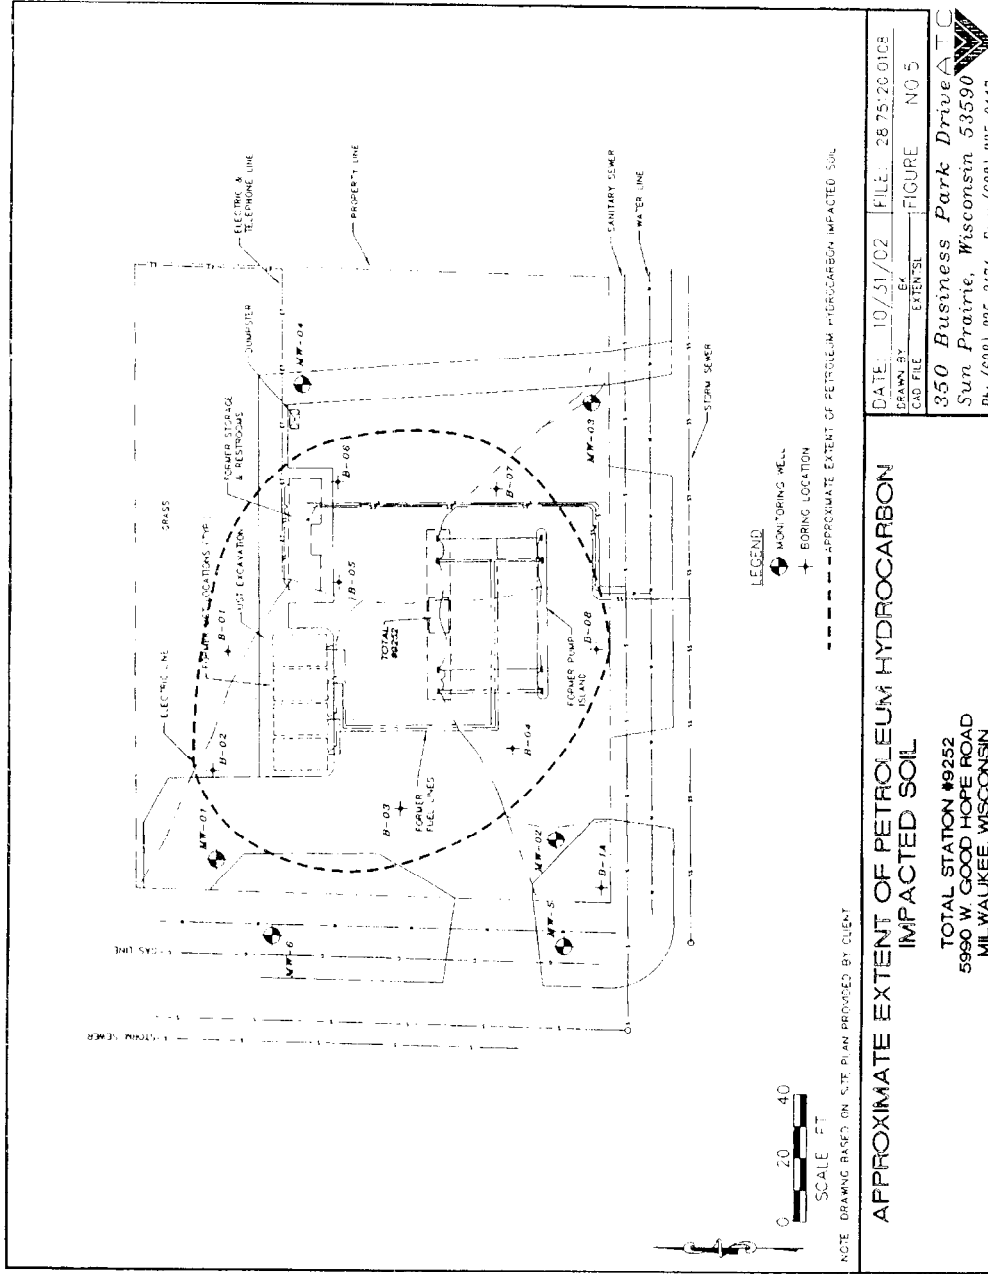 ELECTRIC &
TELEPHONE LINE
PROPERTY LINE
SANITARY SEWER
WATER LINE
DUMPSTER
MW-04
GRASS
FORMER STORAGE
& RESTROOMS
B-06
MW-03
STORM SEWER
B-07
UST EXCAVATION
B-05
B-01
ELECTRIC LINE
TOTAL
#9252
FORMER PUMP
ISLAND
B-08
B-02
B-04
MW-01
B-03
FORMER
FUEL LINES
MW-02
B-1A
GAS LINE
MW-6
MW-5
STORM SEWER
LEGEND
MONITORING WELL
BORING LOCATION
APPROXIMATE EXTENT OF PETROLEUM HYDROCARBON IMPACTED SOIL
0 20 40
SCALE FT
NOTE DRAWING BASED ON SITE PLAN PROVIDED BY CLIENT
APPROXIMATE EXTENT OF PETROLEUM HYDROCARBON
IMPACTED SOIL
TOTAL STATION #9252
5990 W. GOOD HOPE ROAD
MILWAUKEE, WISCONSIN
DATE: 10/31/02
FILE: 28.75120.0108
DRAWN BY BK
CAD FILE EXTENTSL
FIGURE NO 5
350 Business Park Drive
ATC
Sun Prairie, Wisconsin 53590